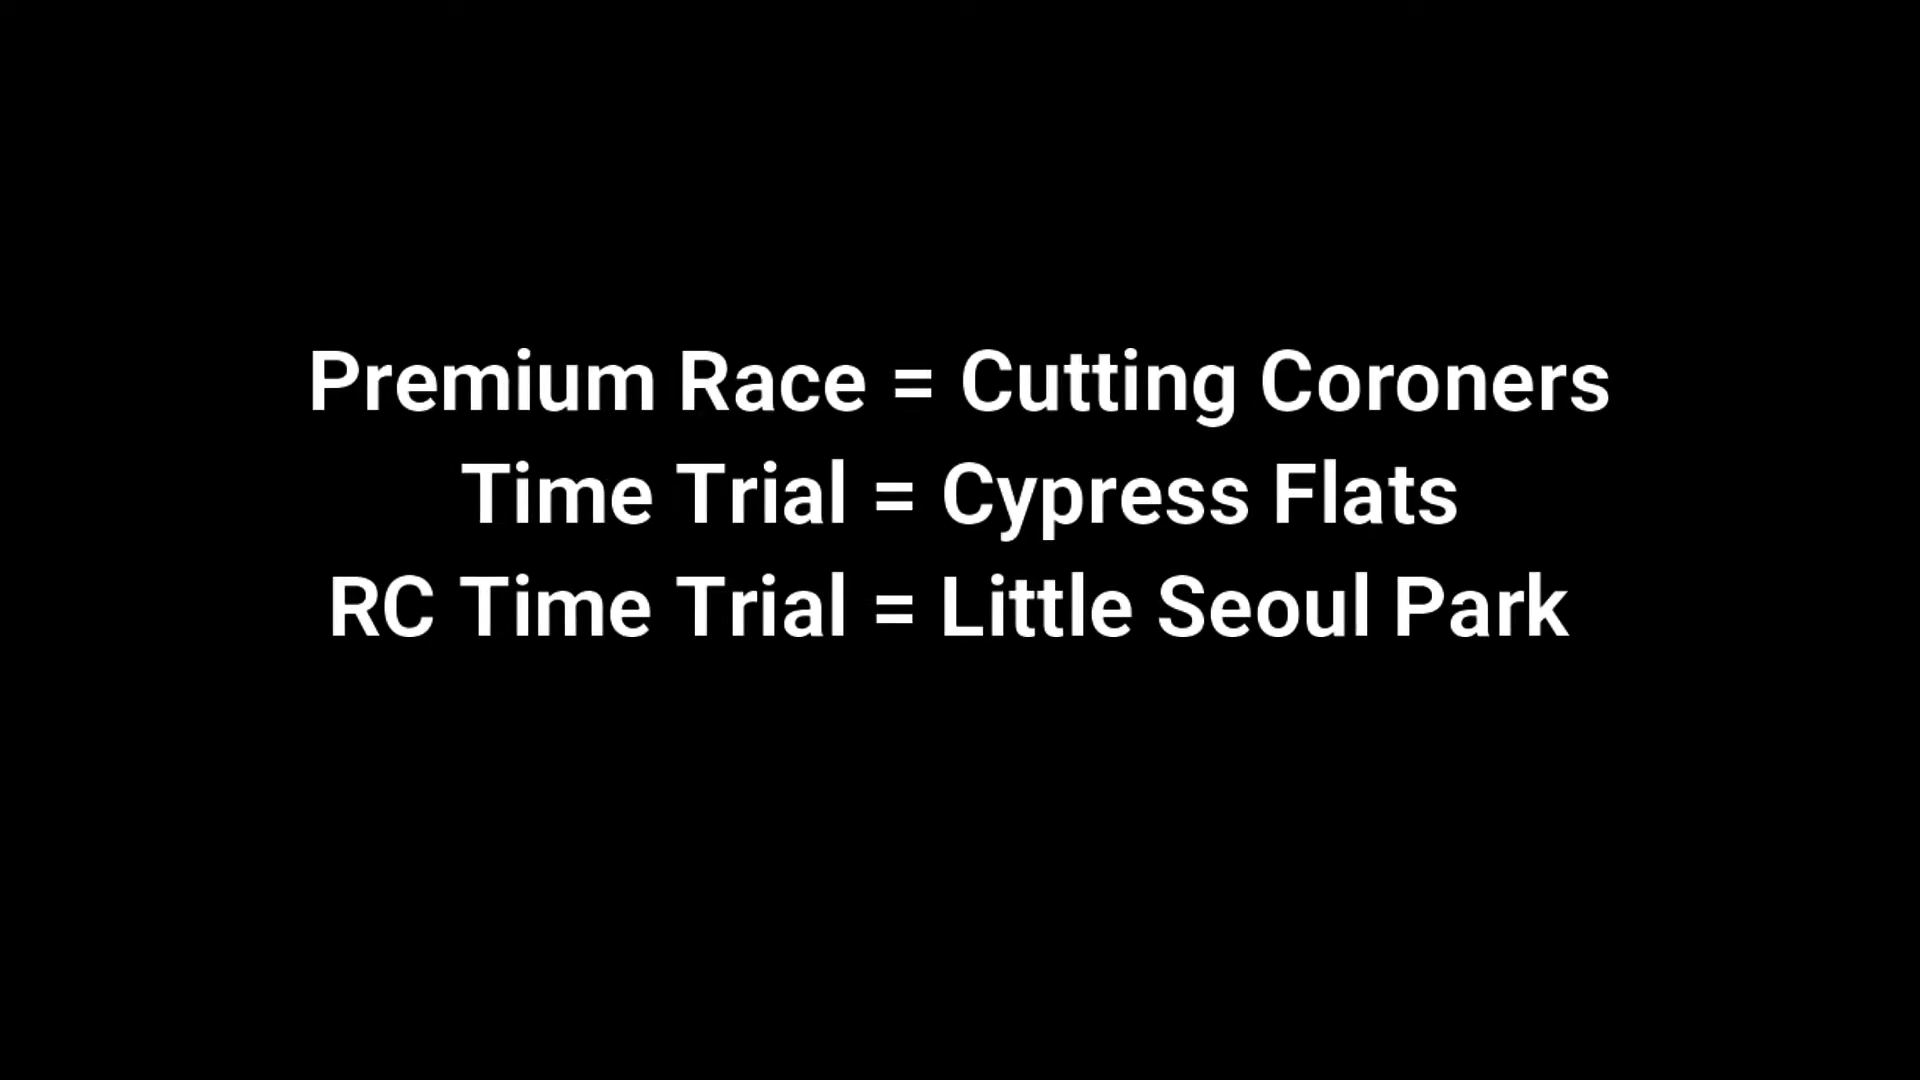 Premium Race = Cutting Coroners
Time Trial = Cypress Flats
RC Time Trial = Little Seoul Park